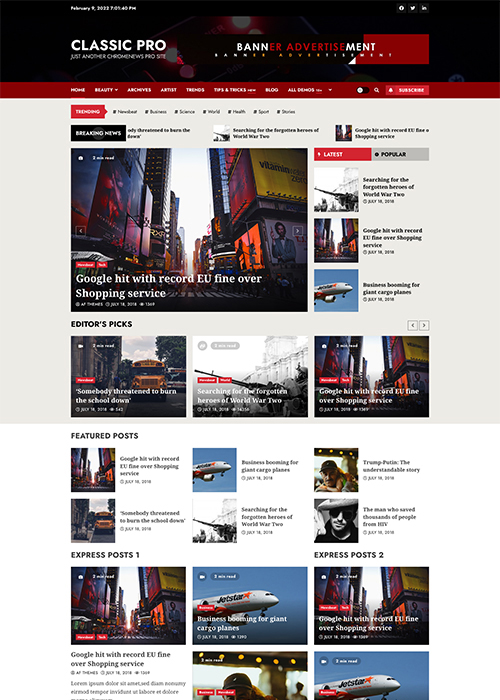 February 9, 2022 7:01:40 PM
CLASSIC PRO
JUST ANOTHER CHROMENEWS PRO SITE
BANNER ADVERTISEMENT
BANNER ADVERTISEMENT
HOME BEAUTY ARCHIVES ARTIST TRENDS TIPS & TRICKS NEW BLOG ALL DEMOS SUBSCRIBE
TRENDING # Newsbeat # Business # Science # World # Health # Sport # Stories
BREAKING NEWS
ody threatened to burn the
ool down'
Searching for the forgotten heroes of
World War Two
Google hit with record EU fine o
Shopping service
2 min read
Newsbeat Tech
Google hit with record EU fine over
Shopping service
AF THEMES JULY 18, 2018 1369
LATEST POPULAR
Searching for the
forgotten heroes of
World War Two
JULY 18, 2018
Google hit with record
EU fine over Shopping
service
JULY 18, 2018
Business booming for
giant cargo planes
JULY 18, 2018
EDITOR'S PICKS
2 min read
Newsbeat
'Somebody threatened to burn
the school down'
JULY 18, 2018 542
2 min read
Newsbeat World
Searching for the forgotten
heroes of World War Two
JULY 18, 2018
2 min read
Newsbeat Tech
Google hit with record EU fine
over Shopping service
JULY 18, 2018 1369
FEATURED POSTS
Google hit with record
EU fine over Shopping
service
JULY 18, 2018
Business booming for
giant cargo planes
JULY 18, 2018
Trump-Putin: The
understandable story
JULY 18, 2018
'Somebody threatened
to burn the school down'
JULY 18, 2018
Searching for the
forgotten heroes of
World War Two
JULY 18, 2018
The man who saved
thousands of people
from HIV
JULY 18, 2018
EXPRESS POSTS 1
2 min read
Newsbeat Tech
Google hit with record EU fine
over Shopping service
AF THEMES JULY 18, 2018 1369
Lorem ipsum dolor sit amet,sed diam nonumy
eirmod tempor invidunt ut labore et dolore
2 min read
Jetstar
Business
Business booming for giant
cargo planes
JULY 18, 2018 1390
2 min read
Business Newsbeat
EXPRESS POSTS 2
2 min read
Newsbeat Tech
Google hit with record EU fine
over Shopping service
JULY 18, 2018 1369
2 min read
Jetstar
Business